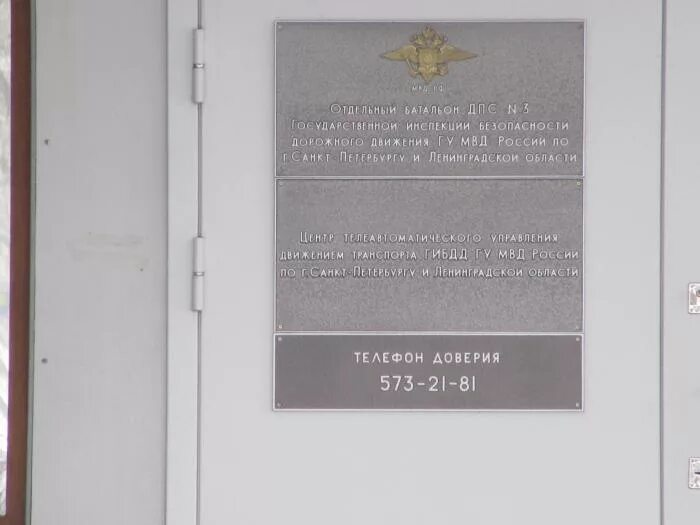 МВД РФ
Отдельный батальон ДПС №3
Государственной инспекции безопасности
дорожного движения ГУ МВД России по
г.Санкт-Петербургу и Ленинградской области
Центр телеавтоматического управления
движением транспорта ГИБДД ГУ МВД России
по г.Санкт-Петербургу и Ленинградской области
ТЕЛЕФОН ДОВЕРИЯ
573-21-81